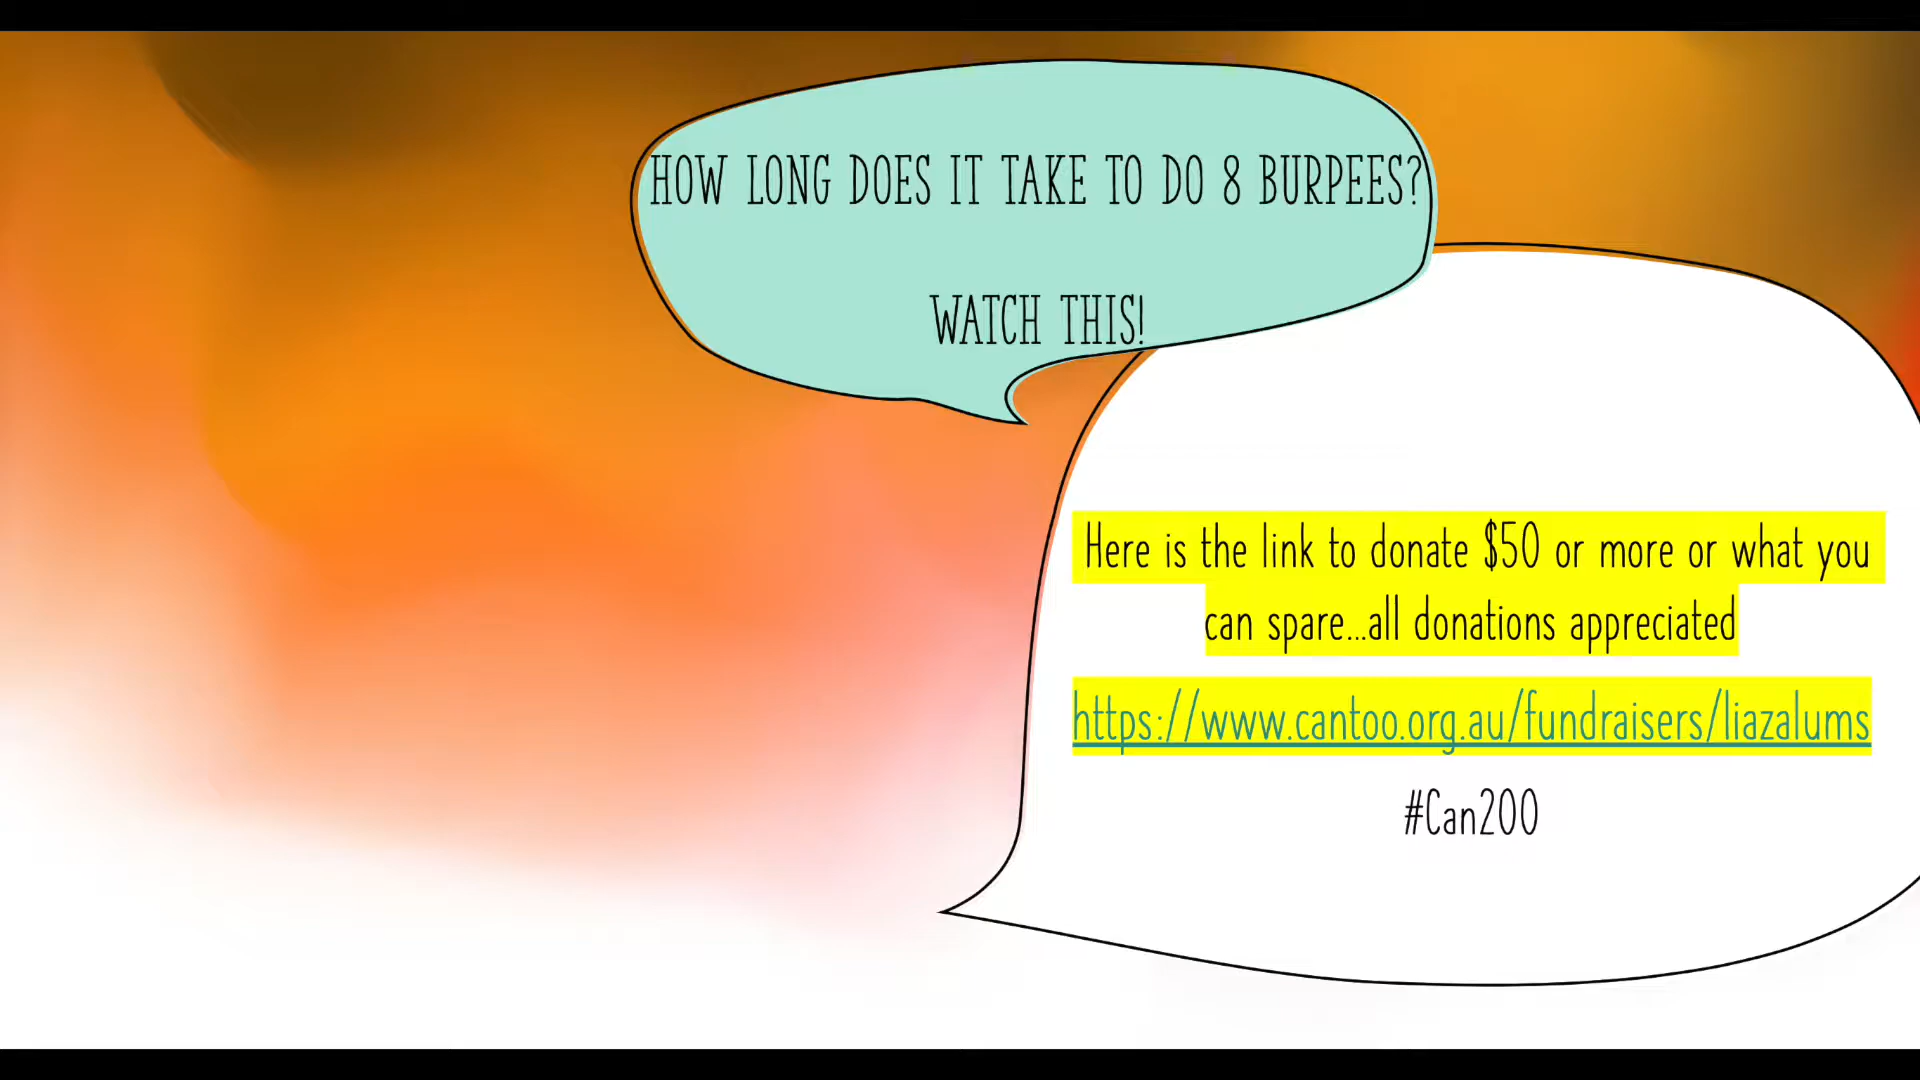 HOW LONG DOES IT TAKE TO DO 8 BURPEES?
WATCH THIS!
Here is the link to donate $50 or more or what you
can spare...all donations appreciated
https://www.cantoo.org.au/fundraisers/liazalums
#Can200